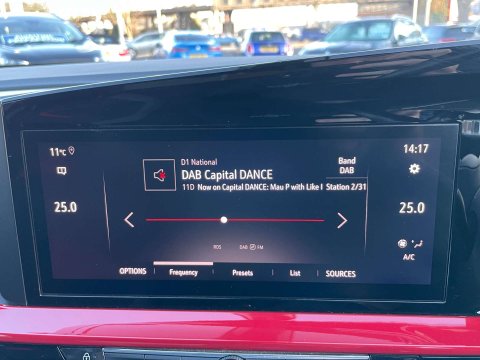 11°C
14:17
D1 National
DAB Capital DANCE
Band
DAB
11D Now on Capital DANCE: Mau P with Like I
Station 2/31
25.0
25.0
RDS DAB FM
A/C
OPTIONS Frequency Presets List SOURCES